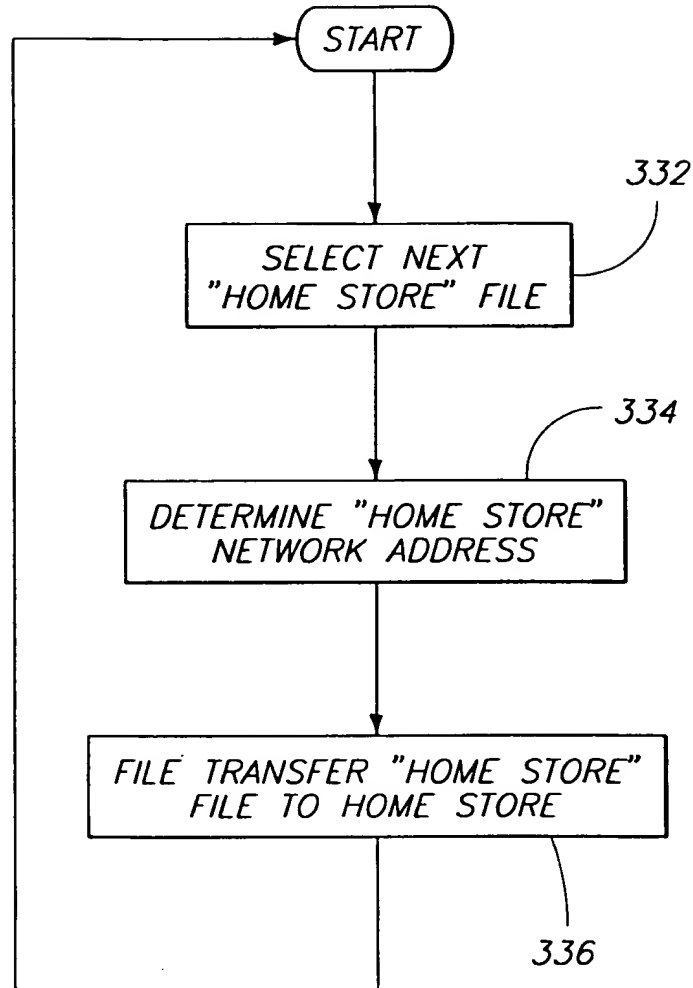 START
332
SELECT NEXT
"HOME STORE" FILE
334
DETERMINE "HOME STORE"
NETWORK ADDRESS
FILE TRANSFER "HOME STORE"
FILE TO HOME STORE
336